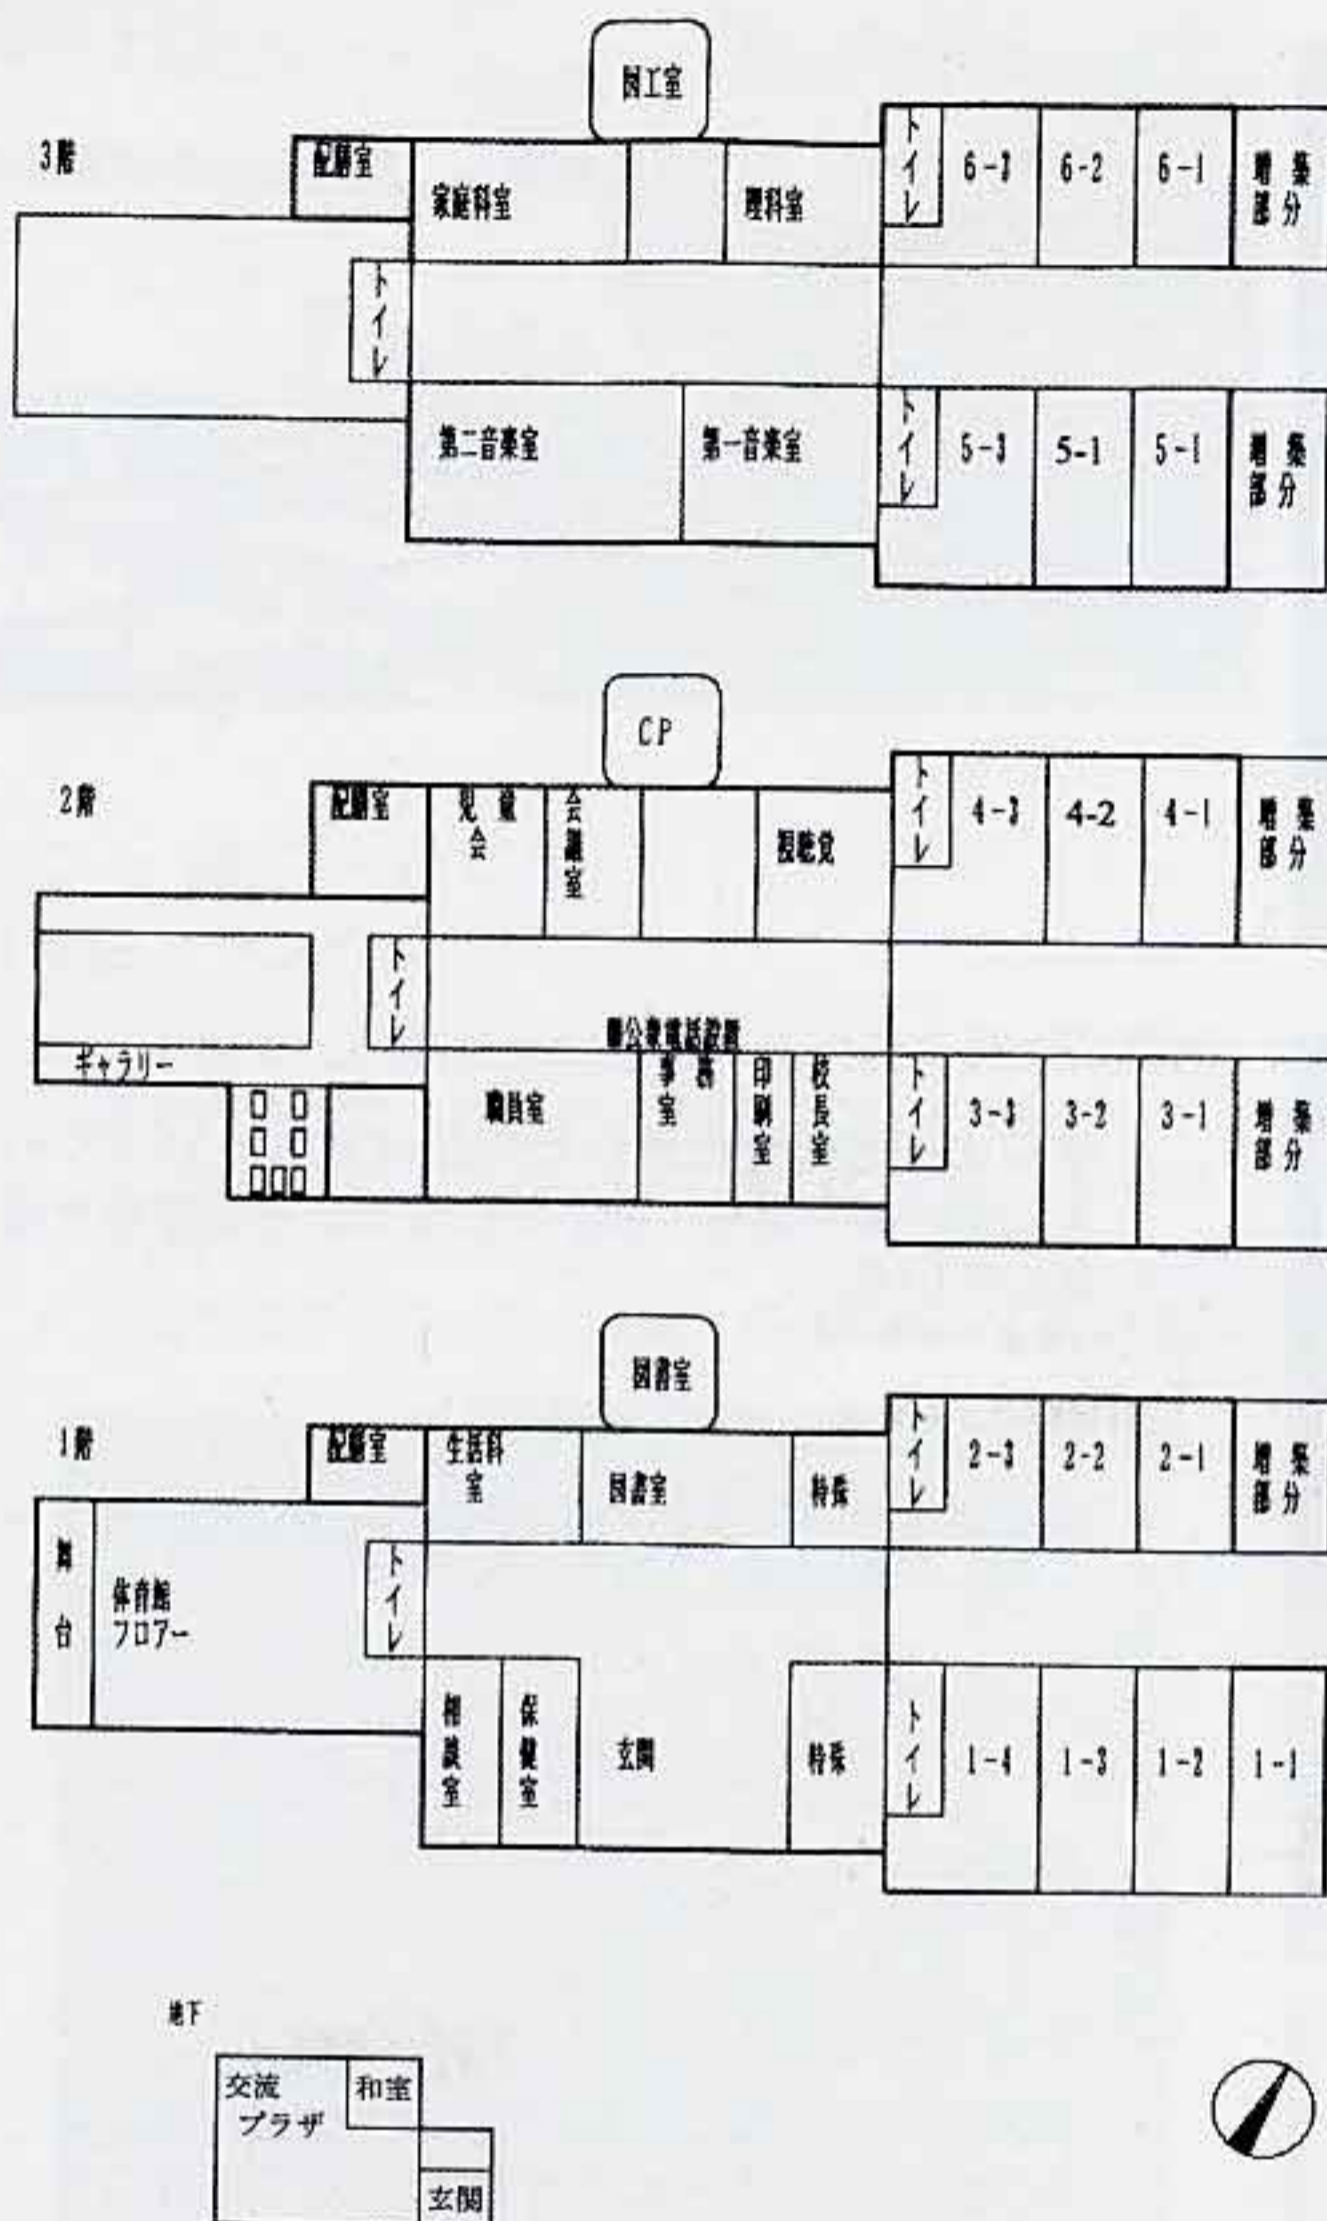 図工室
3階
配膳室
家庭科室
理科室
トイレ
6-3
6-2
6-1
増築
部分
トイレ
第二音楽室
第一音楽室
トイレ
5-3
5-1
5-1
増築
部分
CP
2階
配膳室
児童
会
会議室
視聴覚
トイレ
4-3
4-2
4-1
増築
部分
トイレ
公衆電話設置
ギャラリー
職員室
事務
室
印刷室
校長室
トイレ
3-3
3-2
3-1
増築
部分
図書室
1階
配膳室
生活科
室
図書室
特殊
トイレ
2-3
2-2
2-1
増築
部分
舞台
体育館
フロアー
トイレ
相談室
保健室
玄関
特殊
トイレ
1-4
1-3
1-2
1-1
地下
交流
プラザ
和室
玄関